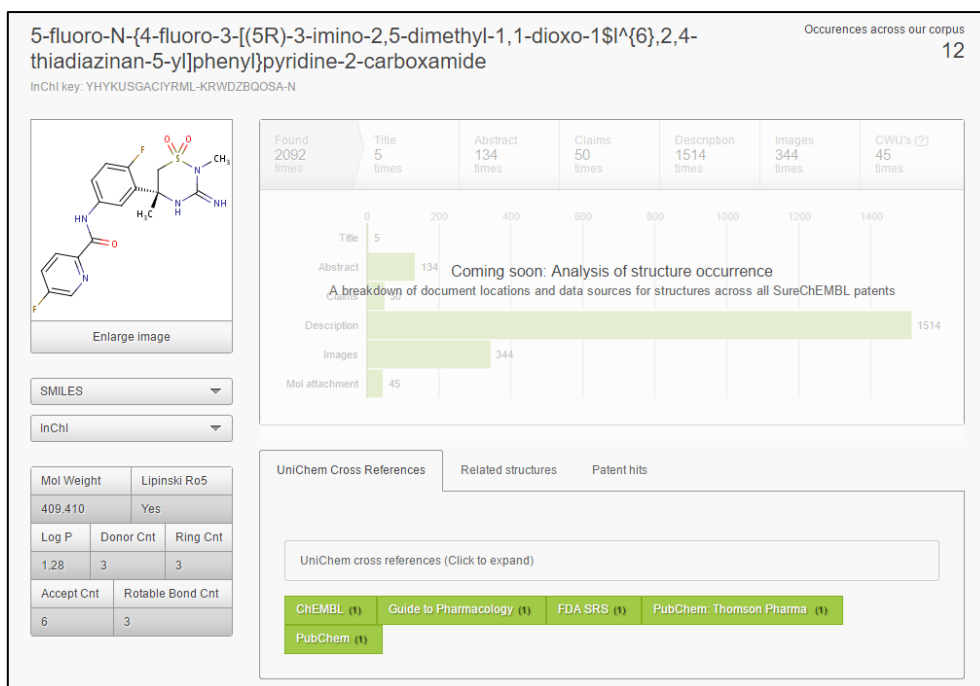 5-fluoro-N-{4-fluoro-3-[(5R)-3-imino-2,5-dimethyl-1,1-dioxo-1$l^{6},2,4-
thiadiazinan-5-yl]phenyl}pyridine-2-carboxamide
InChI key: YHYKUSGACIYRML-KRWDZBQOSA-N
Occurences across our corpus
12
O O
F
S
CH3
N
NH
NH
H3C
HN
O
N
F
Enlarge image
SMILES
InChI
Mol Weight Lipinski Ro5
409.410 Yes
Log P Donor Cnt Ring Cnt
1.28 3 3
Accept Cnt Rotable Bond Cnt
6 3
Found Title Abstract Claims Description Images CWU's (?)
2092 5 134 50 1514 344 45
times times times times times times times
0 200 400 600 800 1000 1200 1400
Title 5
Abstract 134
Coming soon: Analysis of structure occurrence
A breakdown of document locations and data sources for structures across all SureChEMBL patents
Claims 50
Description 1514
Images 344
Mol attachment 45
UniChem Cross References Related structures Patent hits
UniChem cross references (Click to expand)
ChEMBL (1) Guide to Pharmacology (1) FDA SRS (1) PubChem: Thomson Pharma (1)
PubChem (1)